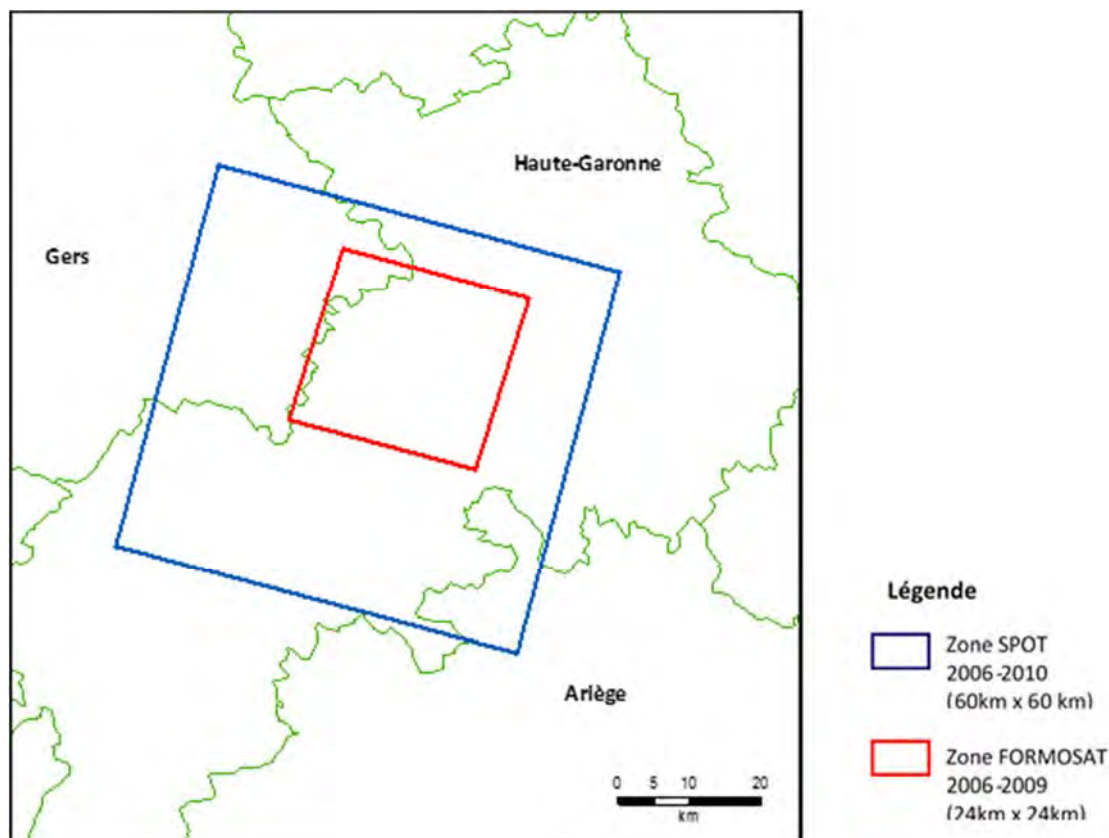 Haute-Garonne
Gers
Ariège
0 5 10 20
km
Légende
Zone SPOT
2006-2010
(60km x 60 km)
Zone FORMOSAT
2006-2009
(24km x 24km)